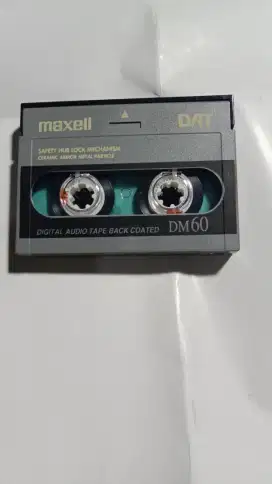 maxell DAT
SAFETY HUB LOCK MECHANISM
CERAMIC ARMOR METAL PARTICLE
DIGITAL AUDIO TAPE BACK COATED DM60